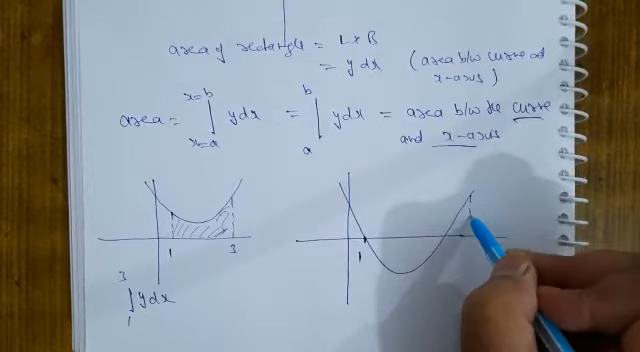 area of rectangle = L x B
= y dx (area b/w curve and x-axis)
area = ∫ x=a x=b y dx = ∫ a b y dx = area b/w the curve
and x-axis
1 3 1
3
∫ y dx
1